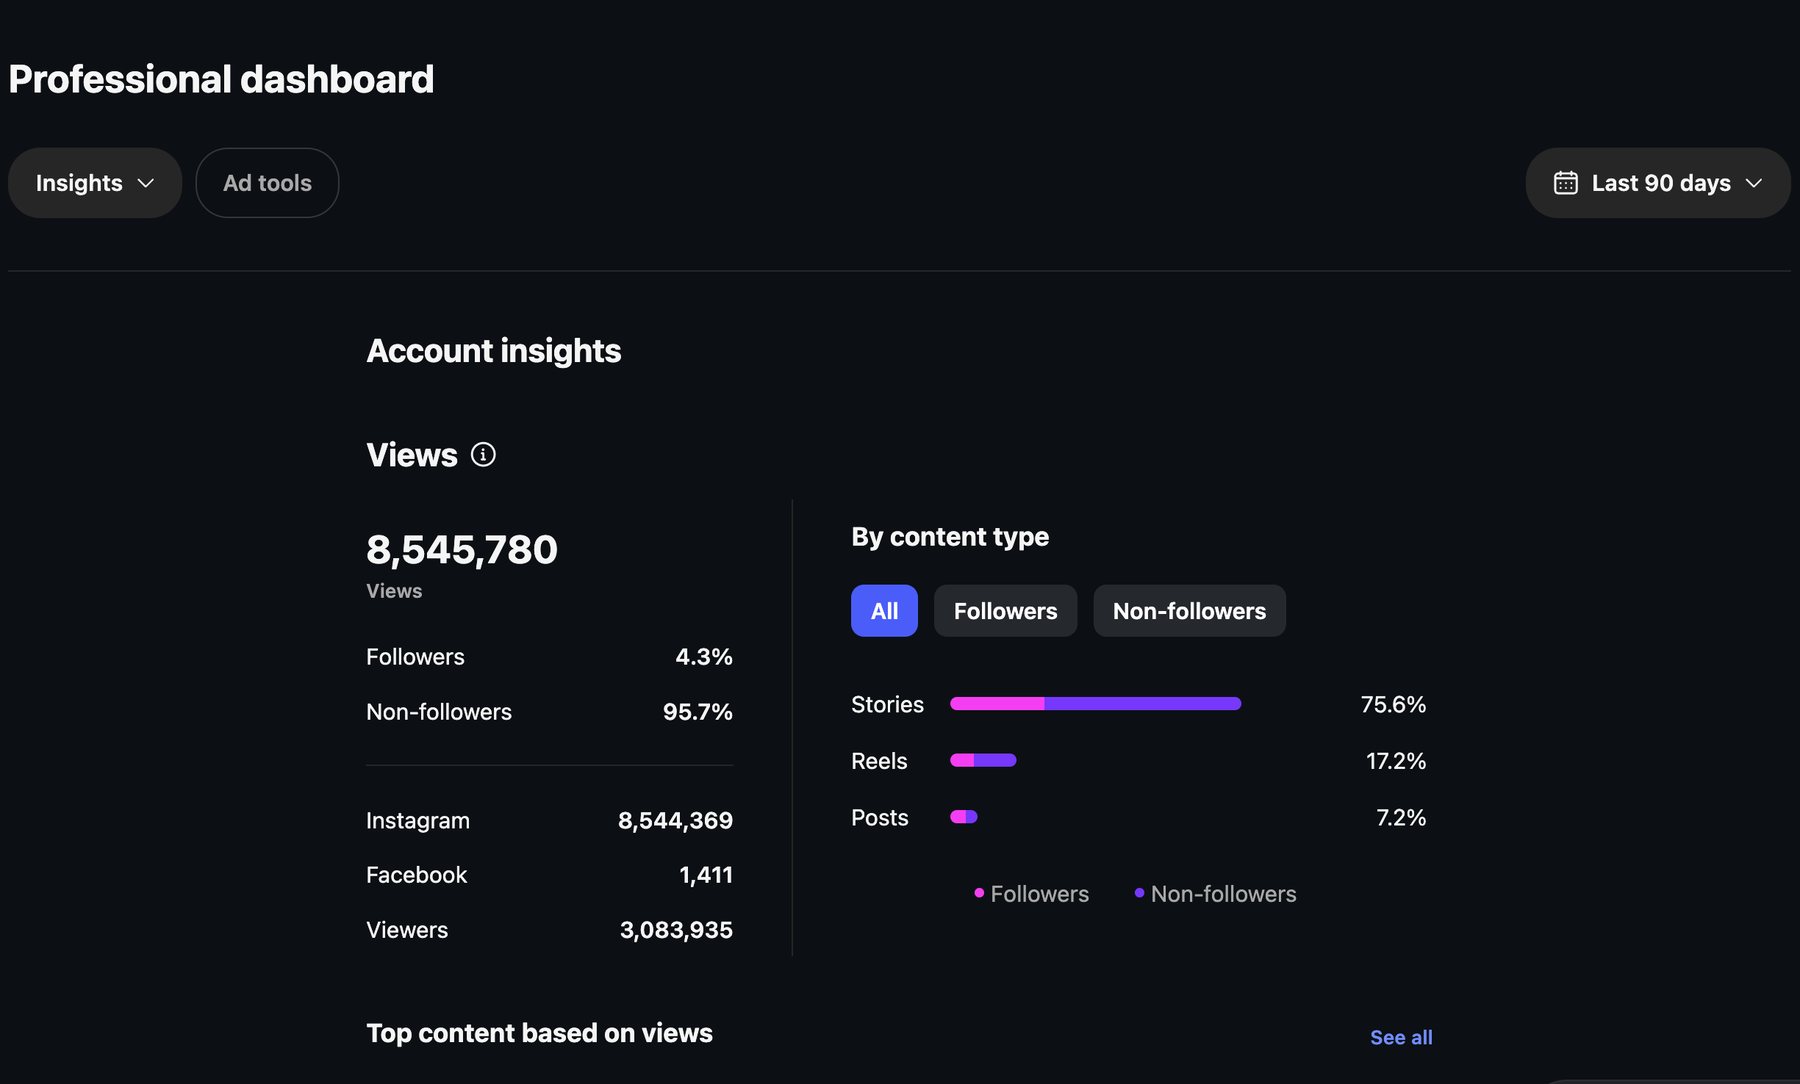 Professional dashboard
Insights
Ad tools
Last 90 days
Account insights
Views
8,545,780
Views
Followers 4.3%
Non-followers 95.7%
Instagram 8,544,369
Facebook 1,411
Viewers 3,083,935
By content type
All Followers Non-followers
Stories 75.6%
Reels 17.2%
Posts 7.2%
Followers Non-followers
Top content based on views
See all